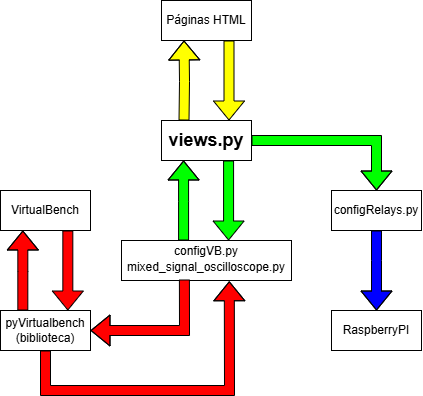 Páginas HTML
views.py
VirtualBench
configRelays.py
configVB.py
mixed_signal_oscilloscope.py
pyVirtualbench
(biblioteca)
RaspberryPI